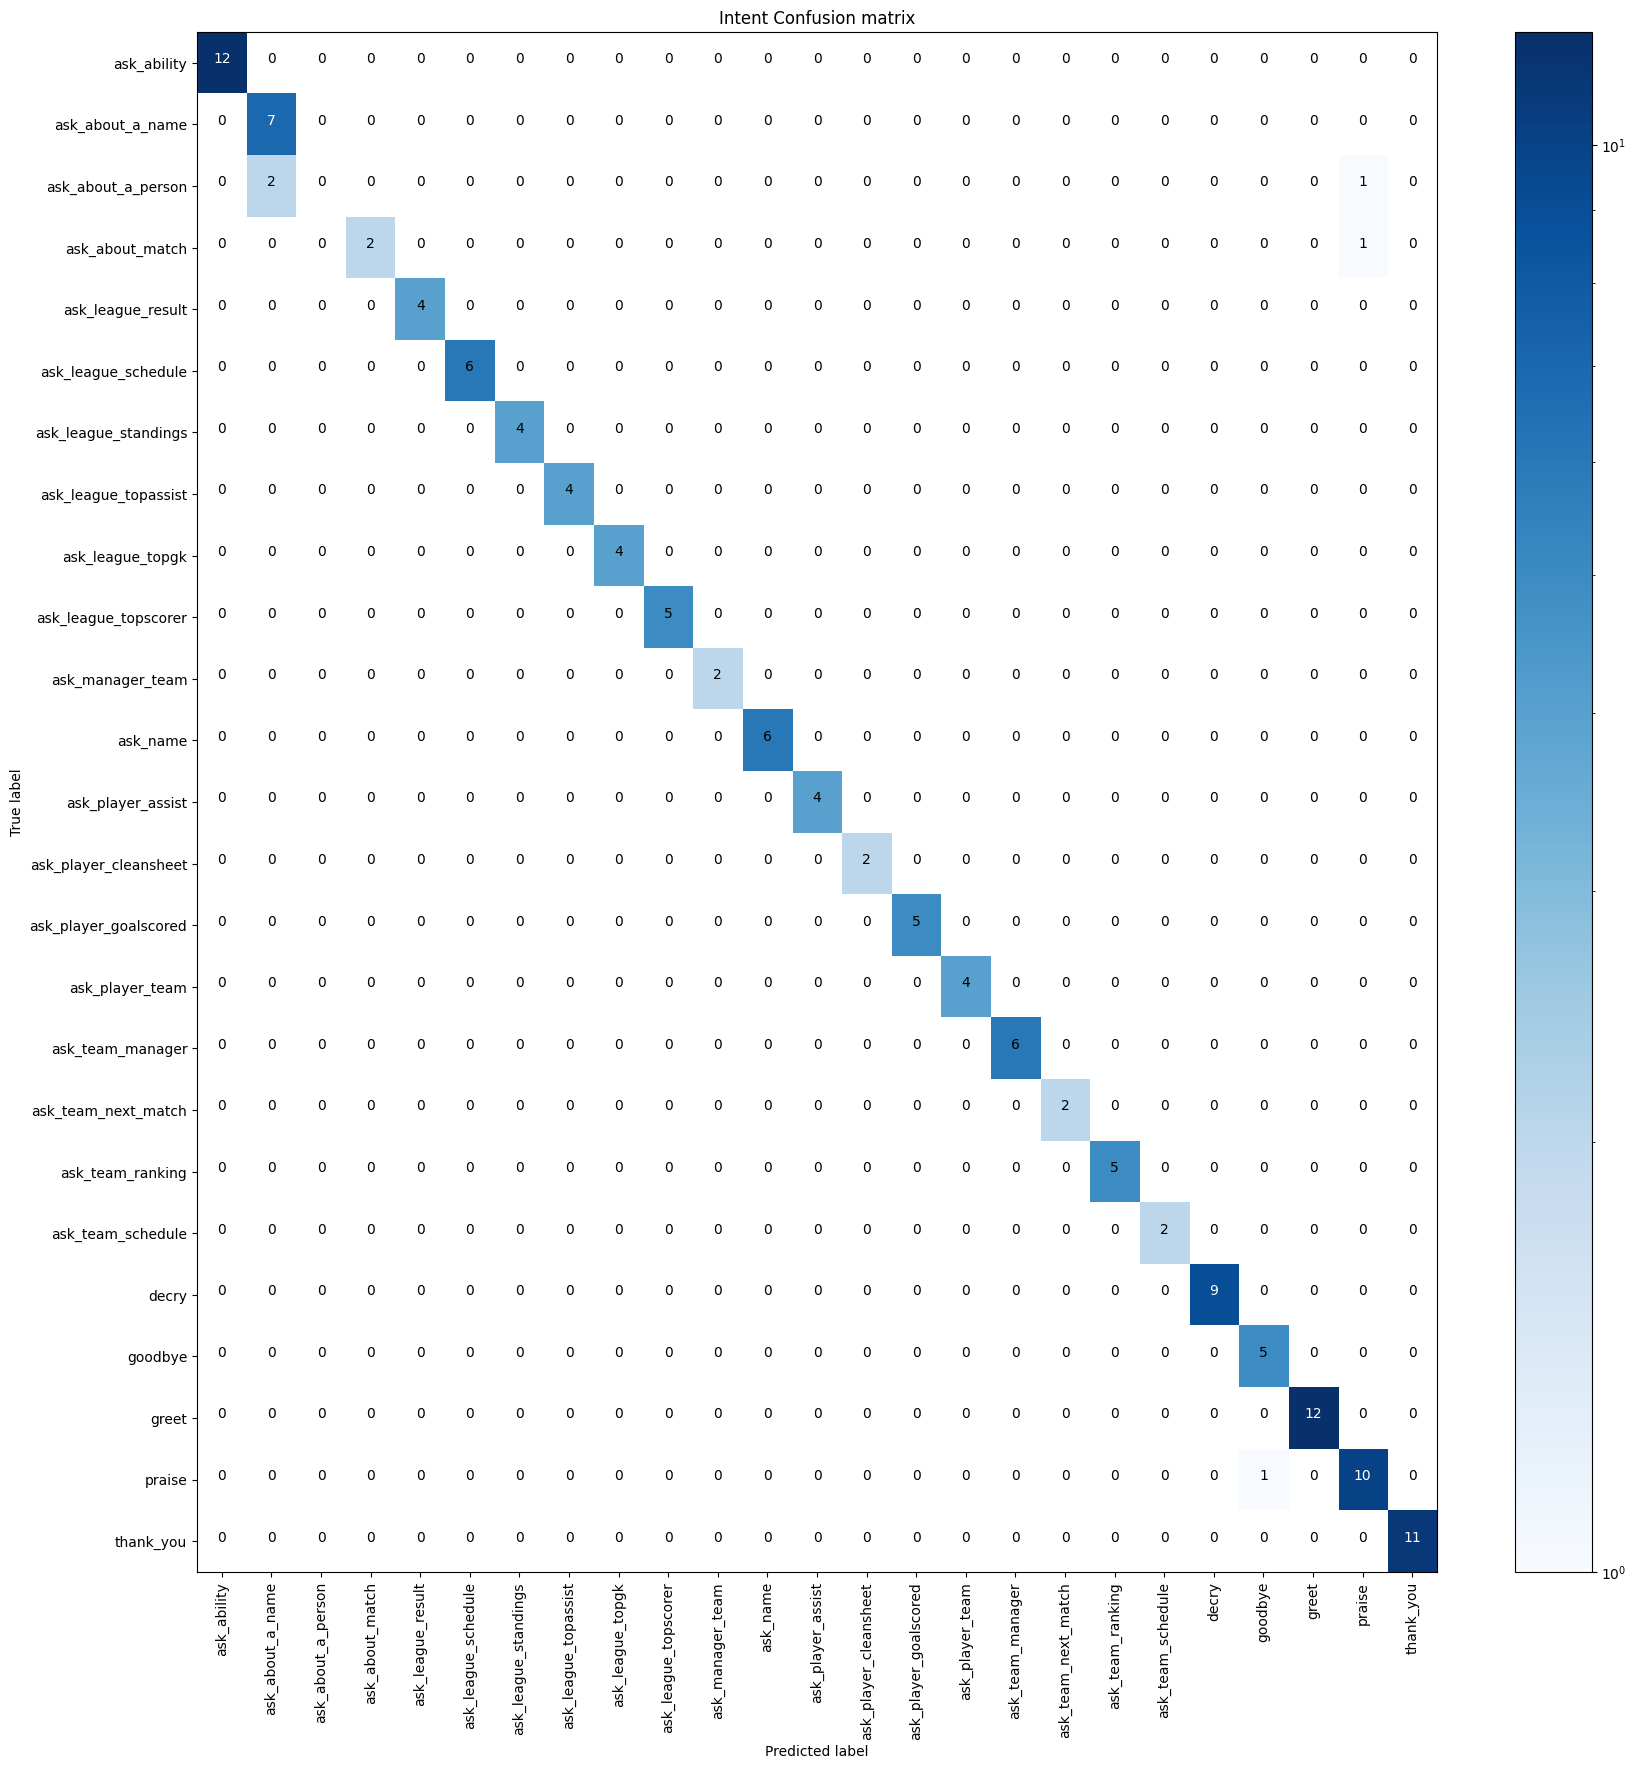 Intent Confusion matrix
ask_ability 12 0 0 0 0 0 0 0 0 0 0 0 0 0 0 0 0 0 0 0 0 0 0 0 0
ask_about_a_name 0 7 0 0 0 0 0 0 0 0 0 0 0 0 0 0 0 0 0 0 0 0 0 0 0
ask_about_a_person 0 2 0 0 0 0 0 0 0 0 0 0 0 0 0 0 0 0 0 0 0 0 0 1 0
ask_about_match 0 0 0 2 0 0 0 0 0 0 0 0 0 0 0 0 0 0 0 0 0 0 0 1 0
ask_league_result 0 0 0 0 4 0 0 0 0 0 0 0 0 0 0 0 0 0 0 0 0 0 0 0 0
ask_league_schedule 0 0 0 0 0 6 0 0 0 0 0 0 0 0 0 0 0 0 0 0 0 0 0 0 0
ask_league_standings 0 0 0 0 0 0 4 0 0 0 0 0 0 0 0 0 0 0 0 0 0 0 0 0 0
ask_league_topassist 0 0 0 0 0 0 0 4 0 0 0 0 0 0 0 0 0 0 0 0 0 0 0 0 0
ask_league_topgk 0 0 0 0 0 0 0 0 4 0 0 0 0 0 0 0 0 0 0 0 0 0 0 0 0
ask_league_topscorer 0 0 0 0 0 0 0 0 0 5 0 0 0 0 0 0 0 0 0 0 0 0 0 0 0
ask_manager_team 0 0 0 0 0 0 0 0 0 0 2 0 0 0 0 0 0 0 0 0 0 0 0 0 0
ask_name 0 0 0 0 0 0 0 0 0 0 0 6 0 0 0 0 0 0 0 0 0 0 0 0 0
ask_player_assist 0 0 0 0 0 0 0 0 0 0 0 0 4 0 0 0 0 0 0 0 0 0 0 0 0
ask_player_cleansheet 0 0 0 0 0 0 0 0 0 0 0 0 0 2 0 0 0 0 0 0 0 0 0 0 0
ask_player_goalscored 0 0 0 0 0 0 0 0 0 0 0 0 0 0 5 0 0 0 0 0 0 0 0 0 0
ask_player_team 0 0 0 0 0 0 0 0 0 0 0 0 0 0 0 4 0 0 0 0 0 0 0 0 0
ask_team_manager 0 0 0 0 0 0 0 0 0 0 0 0 0 0 0 0 6 0 0 0 0 0 0 0 0
ask_team_next_match 0 0 0 0 0 0 0 0 0 0 0 0 0 0 0 0 0 2 0 0 0 0 0 0 0
ask_team_ranking 0 0 0 0 0 0 0 0 0 0 0 0 0 0 0 0 0 0 5 0 0 0 0 0 0
ask_team_schedule 0 0 0 0 0 0 0 0 0 0 0 0 0 0 0 0 0 0 0 2 0 0 0 0 0
decry 0 0 0 0 0 0 0 0 0 0 0 0 0 0 0 0 0 0 0 0 9 0 0 0 0
goodbye 0 0 0 0 0 0 0 0 0 0 0 0 0 0 0 0 0 0 0 0 0 5 0 0 0
greet 0 0 0 0 0 0 0 0 0 0 0 0 0 0 0 0 0 0 0 0 0 0 12 0 0
praise 0 0 0 0 0 0 0 0 0 0 0 0 0 0 0 0 0 0 0 0 0 1 0 10 0
thank_you 0 0 0 0 0 0 0 0 0 0 0 0 0 0 0 0 0 0 0 0 0 0 0 0 11
True label
ask_ability
ask_about_a_name
ask_about_a_person
ask_about_match
ask_league_result
ask_league_schedule
ask_league_standings
ask_league_topassist
ask_league_topgk
ask_league_topscorer
ask_manager_team
ask_name
ask_player_assist
ask_player_cleansheet
ask_player_goalscored
ask_player_team
ask_team_manager
ask_team_next_match
ask_team_ranking
ask_team_schedule
decry
goodbye
greet
praise
thank_you
Predicted label
10¹
10⁰